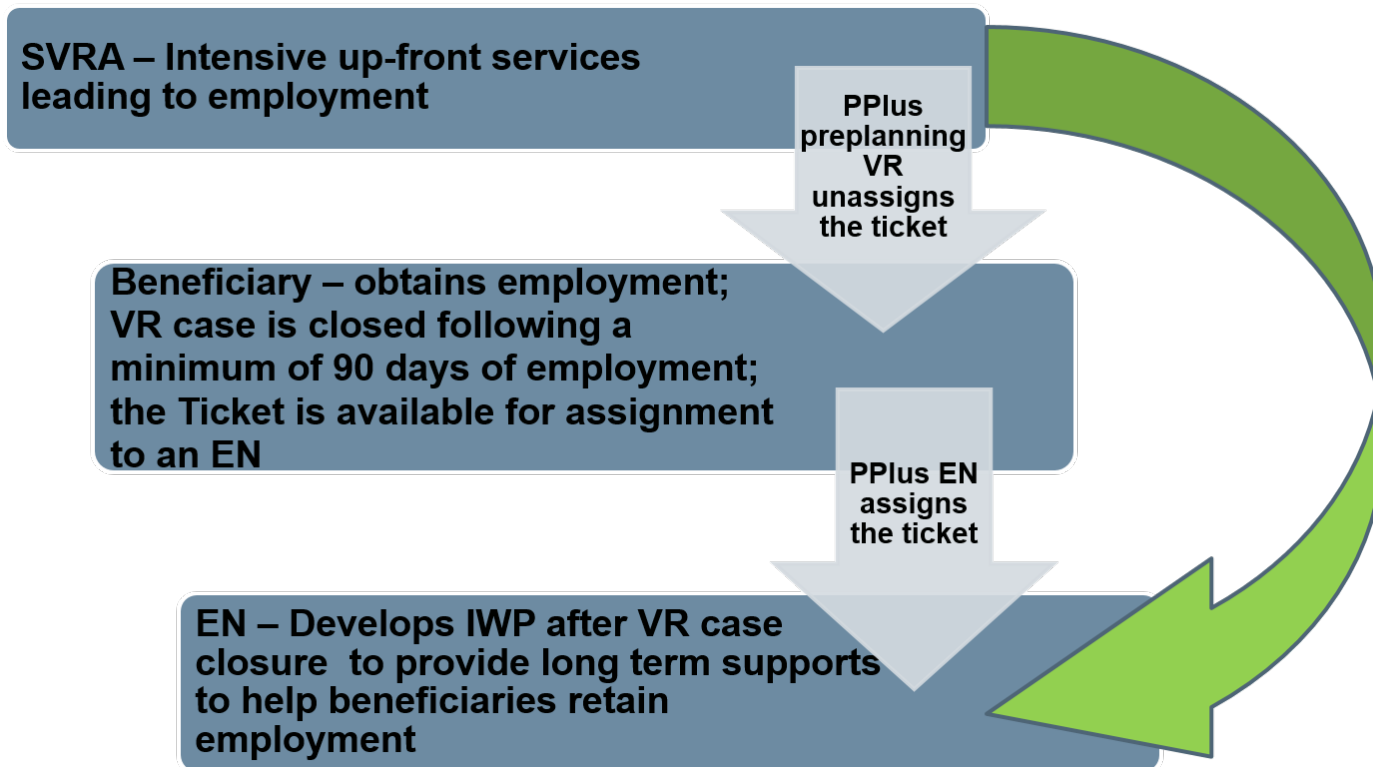 SVRA – Intensive up-front services
leading to employment
PPlus
preplanning
VR
unassigns
the ticket
Beneficiary – obtains employment;
VR case is closed following a
minimum of 90 days of employment;
the Ticket is available for assignment
to an EN
PPlus EN
assigns
the ticket
EN – Develops IWP after VR case
closure  to provide long term supports
to help beneficiaries retain
employment